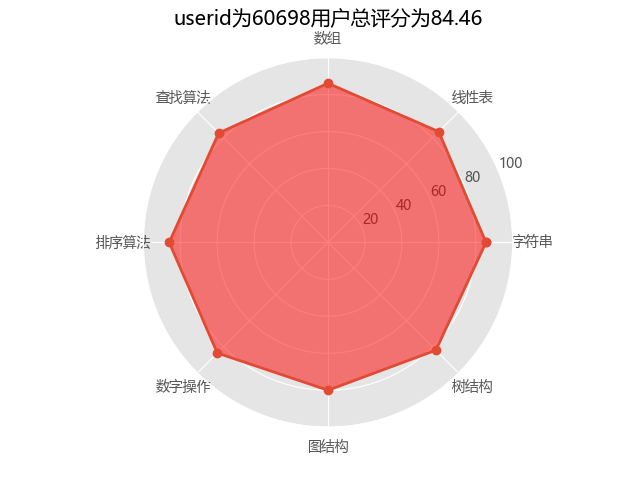 userid为60698用户总评分为84.46
数组
查找算法
线性表
100
80
60
40
20
排序算法
字符串
数字操作
树结构
图结构